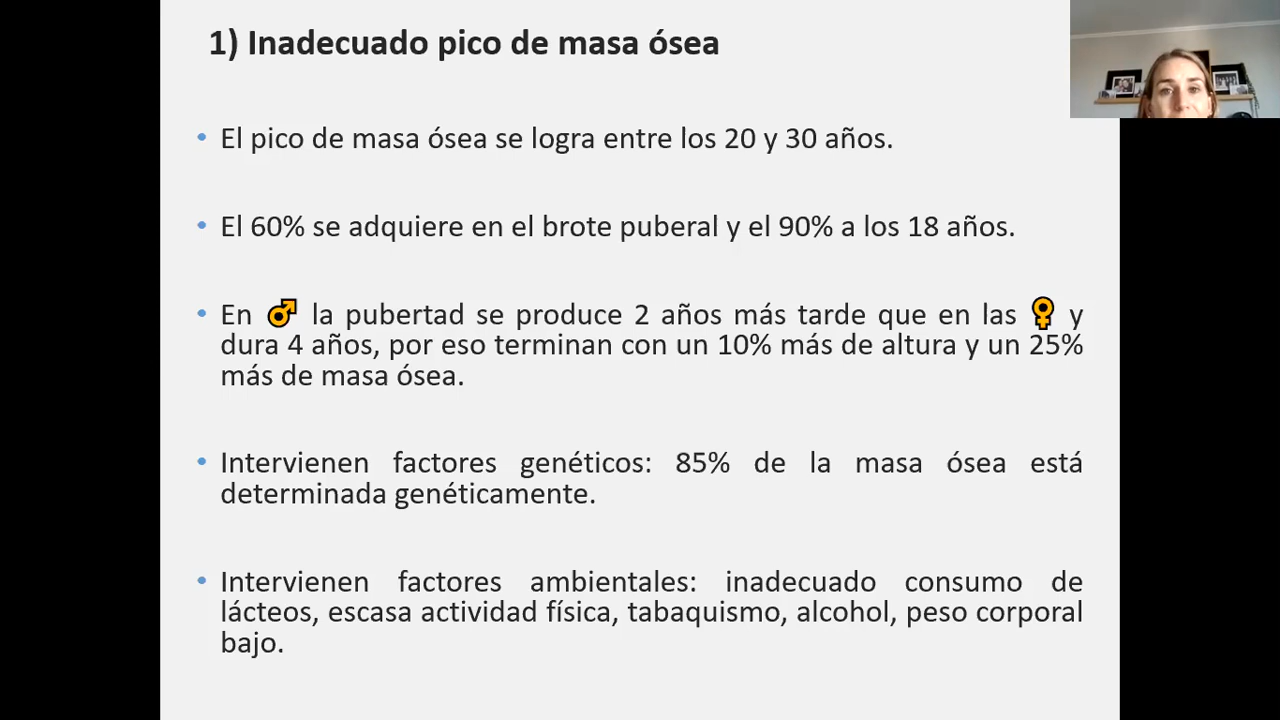 1) Inadecuado pico de masa ósea
• El pico de masa ósea se logra entre los 20 y 30 años.
• El 60% se adquiere en el brote puberal y el 90% a los 18 años.
• En ♂ la pubertad se produce 2 años más tarde que en las ♀ y
dura 4 años, por eso terminan con un 10% más de altura y un 25%
más de masa ósea.
• Intervienen factores genéticos: 85% de la masa ósea está
determinada genéticamente.
• Intervienen factores ambientales: inadecuado consumo de
lácteos, escasa actividad física, tabaquismo, alcohol, peso corporal
bajo.